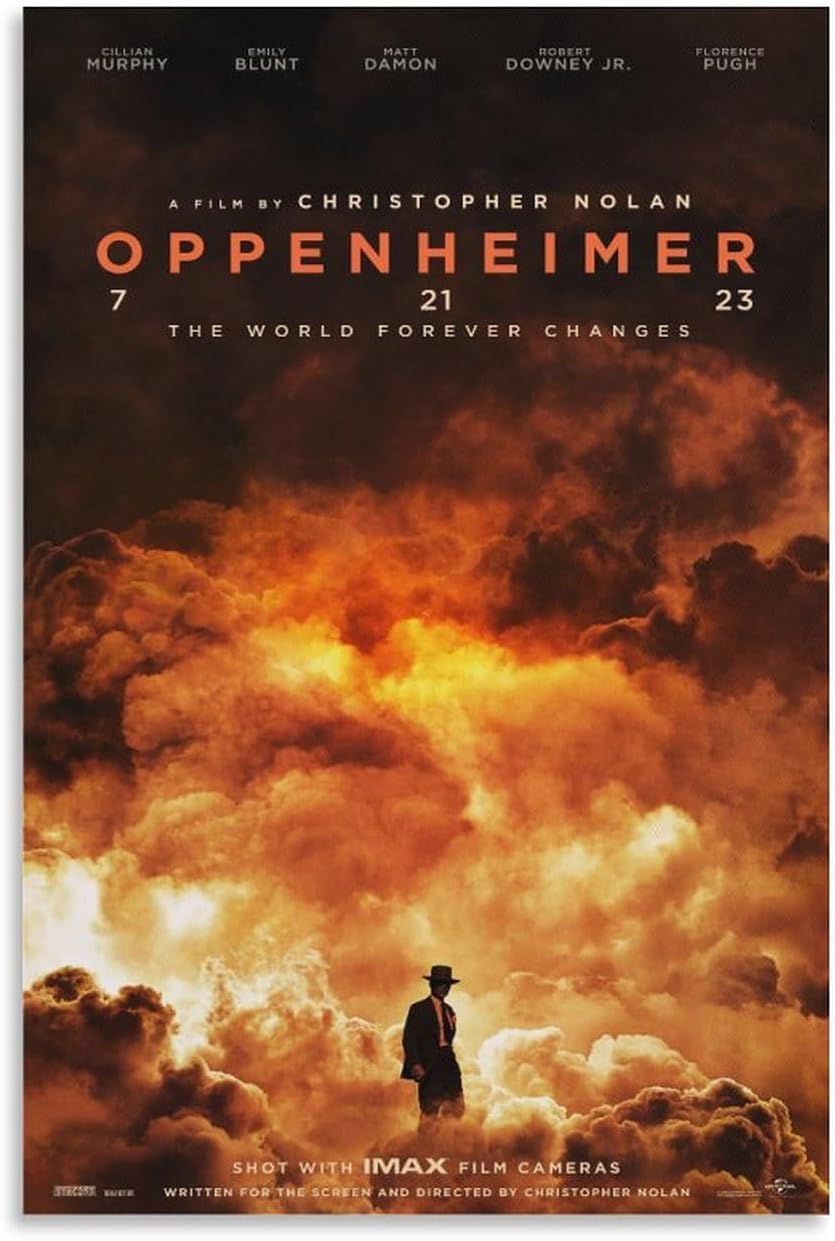 CILLIAN MURPHY
EMILY BLUNT
MATT DAMON
ROBERT DOWNEY JR.
FLORENCE PUGH
A FILM BY CHRISTOPHER NOLAN
OPPENHEIMER
7 21 23
THE WORLD FOREVER CHANGES
SHOT WITH IMAX FILM CAMERAS
WRITTEN FOR THE SCREEN AND DIRECTED BY CHRISTOPHER NOLAN